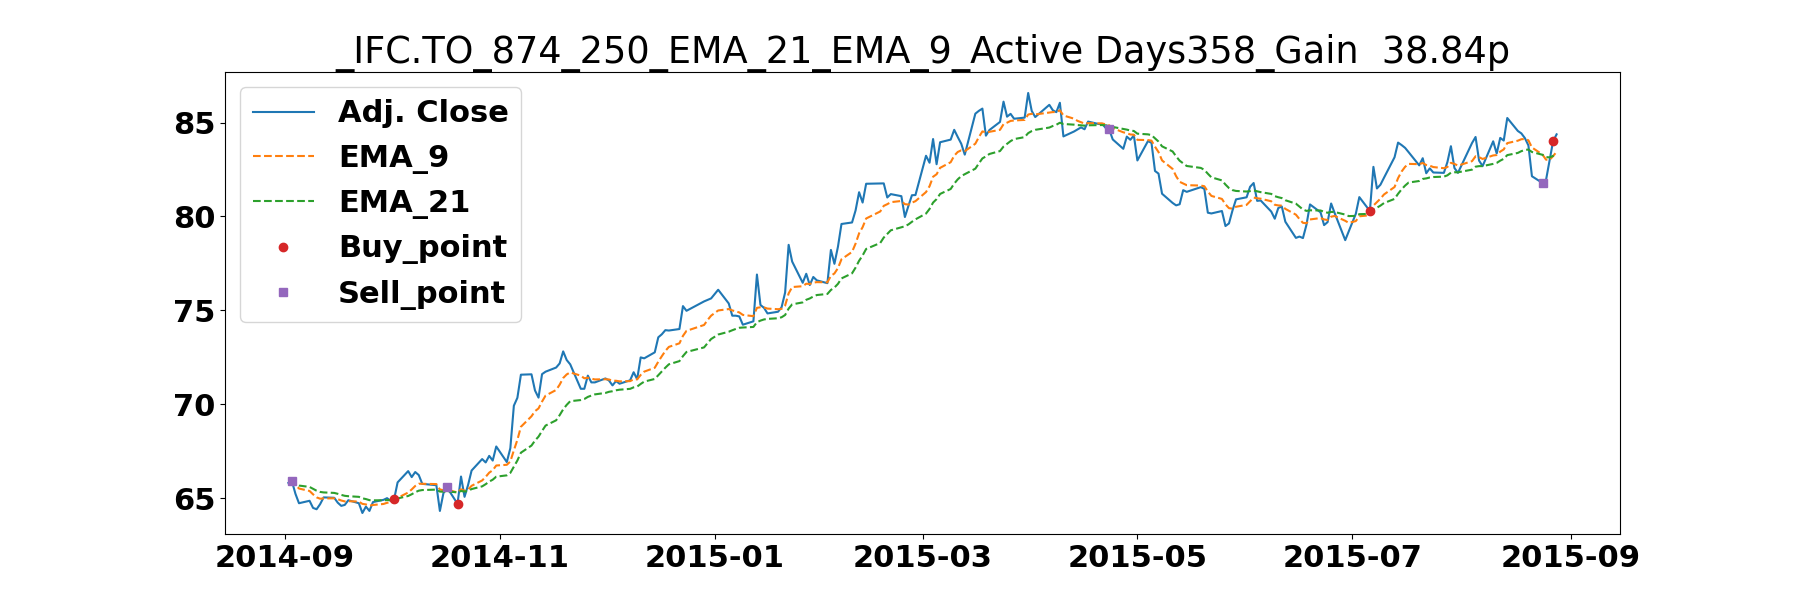 _IFC.TO_874_250_EMA_21_EMA_9_Active Days358_Gain  38.84p
Adj. Close
EMA_9
EMA_21
Buy_point
Sell_point
85
80
75
70
65
2014-09 2014-11 2015-01 2015-03 2015-05 2015-07 2015-09